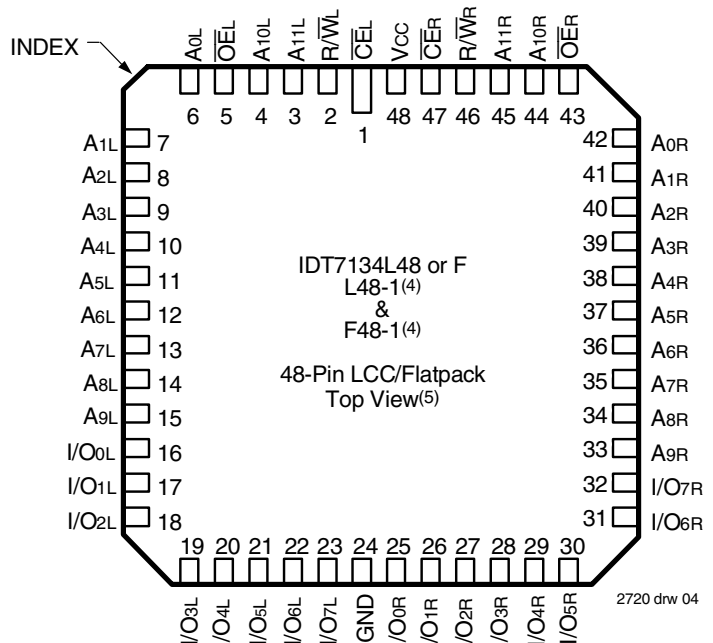 INDEX
A0L
OEL
A10L
A11L
R/WL
CEL
VCC
CER
R/WR
A11R
A10R
OER
6 5 4 3 2 1 48 47 46 45 44 43
A1L 7
A2L 8
A3L 9
A4L 10
A5L 11
A6L 12
A7L 13
A8L 14
A9L 15
I/O0L 16
I/O1L 17
I/O2L 18
IDT7134L48 or F
L48-1(4)
&
F48-1(4)
48-Pin LCC/Flatpack
Top View(5)
42 A0R
41 A1R
40 A2R
39 A3R
38 A4R
37 A5R
36 A6R
35 A7R
34 A8R
33 A9R
32 I/O7R
31 I/O6R
19 20 21 22 23 24 25 26 27 28 29 30
I/O3L
/O4L
I/O5L
I/O6L
I/O7L
GND
/O0R
/O1R
/O2R
/O3R
I/O4R
I/O5R
2720 drw 04